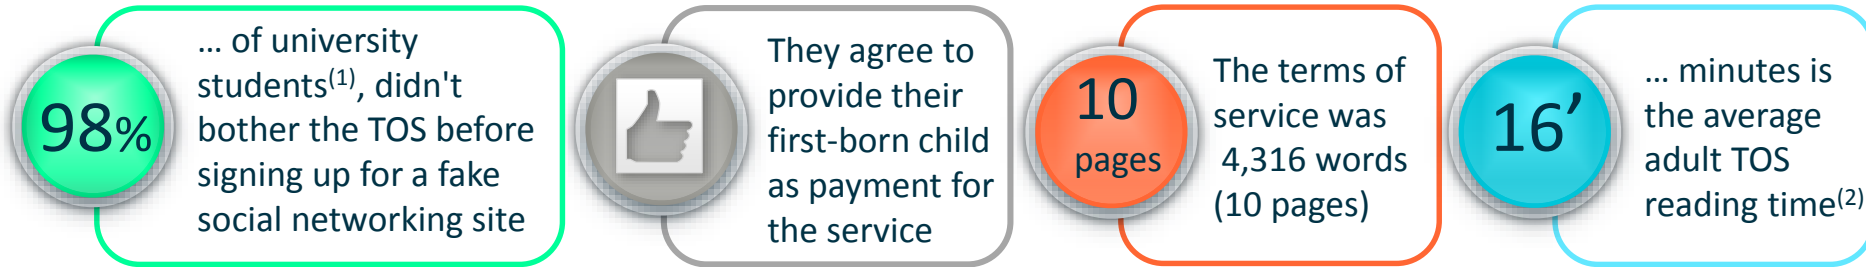 98%
... of university
students(1), didn't
bother the TOS before
signing up for a fake
social networking site
They agree to
provide their
first-born child
as payment for
the service
10
pages
The terms of
service was
4,316 words
(10 pages)
16’
... minutes is
the average
adult TOS
reading time(2)